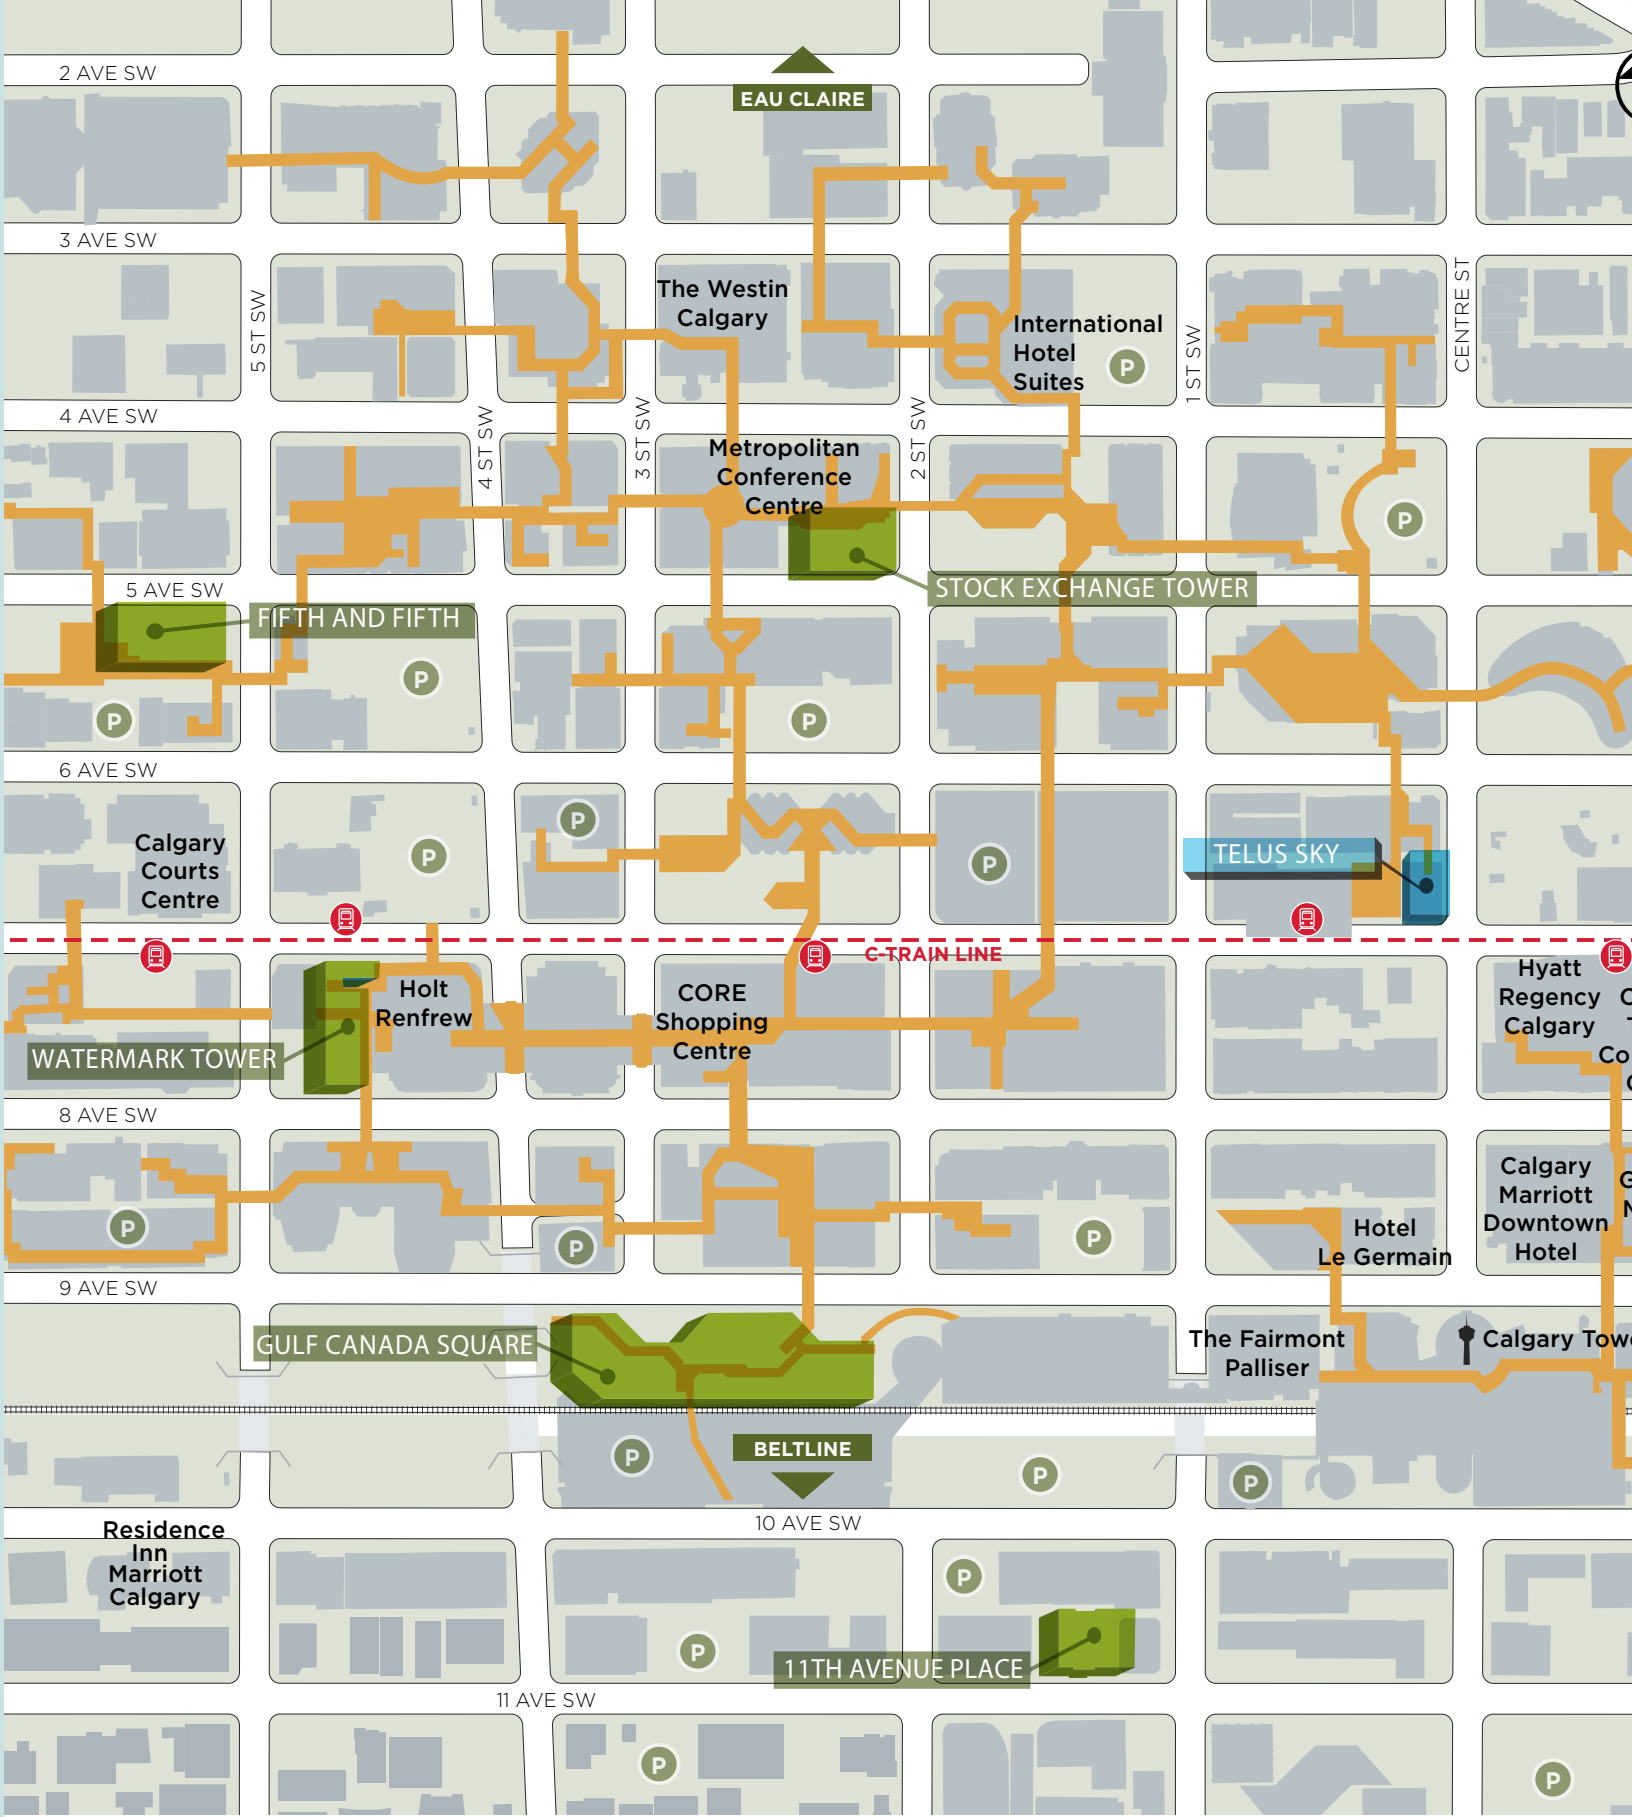 2 AVE SW
EAU CLAIRE
3 AVE SW
5 ST SW
The Westin
Calgary
International
Hotel
Suites
P
1 ST SW
CENTRE ST
4 AVE SW
4 ST SW
3 ST SW
2 ST SW
Metropolitan
Conference
Centre
P
5 AVE SW
STOCK EXCHANGE TOWER
FIFTH AND FIFTH
P
P
P
6 AVE SW
P
Calgary
Courts
Centre
P
P
TELUS SKY
C-TRAIN LINE
Holt
Renfrew
CORE
Shopping
Centre
Hyatt
Regency
Calgary
WATERMARK TOWER
8 AVE SW
P
P
P
Calgary
Marriott
Downtown
Hotel
Hotel
Le Germain
9 AVE SW
GULF CANADA SQUARE
The Fairmont
Palliser
Calgary Towe
P
BELTLINE
P
P
10 AVE SW
Residence
Inn
Marriott
Calgary
P
P
11TH AVENUE PLACE
11 AVE SW
P
P